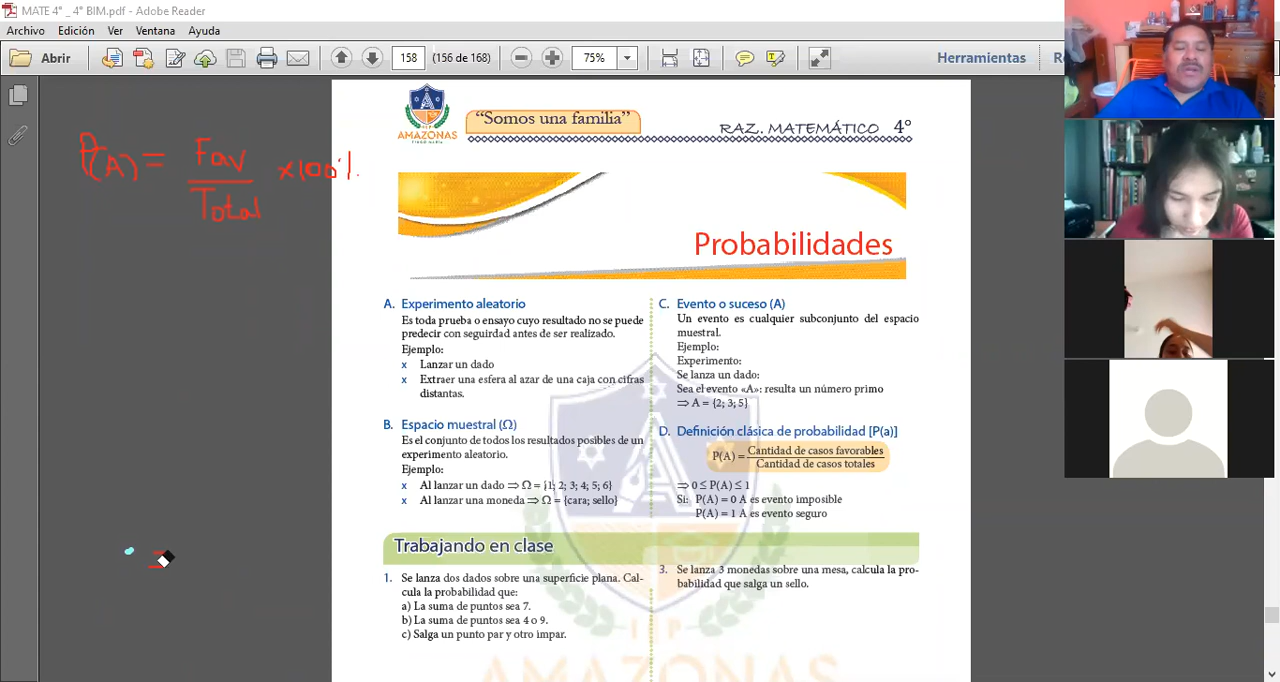 MATE 4° _ 4° BIM.pdf - Adobe Reader
Archivo Edición Ver Ventana Ayuda
Abrir 158 (156 de 168) 75% Herramientas
P(A) = Fav / Total x100%.
"Somos una familia"
AMAZONAS
RAZ. MATEMÁTICO 4°
Probabilidades
A. Experimento aleatorio
Es toda prueba o ensayo cuyo resultado no se puede
predecir con seguirdad antes de ser realizado.
Ejemplo:
x Lanzar un dado
x Extraer una esfera al azar de una caja con cifras
distantas.
B. Espacio muestral (Ω)
Es el conjunto de todos los resultados posibles de un
experimento aleatorio.
Ejemplo:
x Al lanzar un dado ⇒ Ω = {1; 2; 3; 4; 5; 6}
x Al lanzar una moneda ⇒ Ω = {cara; sello}
C. Evento o suceso (A)
Un evento es cualquier subconjunto del espacio
muestral.
Ejemplo:
Experimento:
Se lanza un dado:
Sea el evento «A»: resulta un número primo
⇒ A = {2; 3; 5}
D. Definición clásica de probabilidad [P(a)]
P(A) = Cantidad de casos favorables
Cantidad de casos totales
⇒ 0 ≤ P(A) ≤ 1
Si: P(A) = 0 A es evento imposible
P(A) = 1 A es evento seguro
Trabajando en clase
1. Se lanza dos dados sobre una superficie plana. Cal-
cula la probabilidad que:
a) La suma de puntos sea 7.
b) La suma de puntos sea 4 o 9.
c) Salga un punto par y otro impar.
3. Se lanza 3 monedas sobre una mesa, calcula la pro-
babilidad que salga un sello.
I E P
AMAZONAS